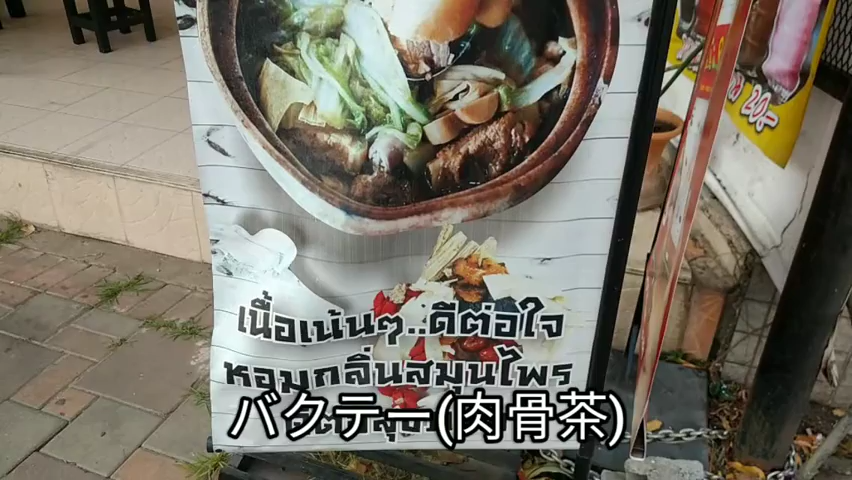 เนื้อเน้นๆ..ดีต่อใจ
หอมกลิ่นสมุนไพร
バクテー(肉骨茶)
20.-